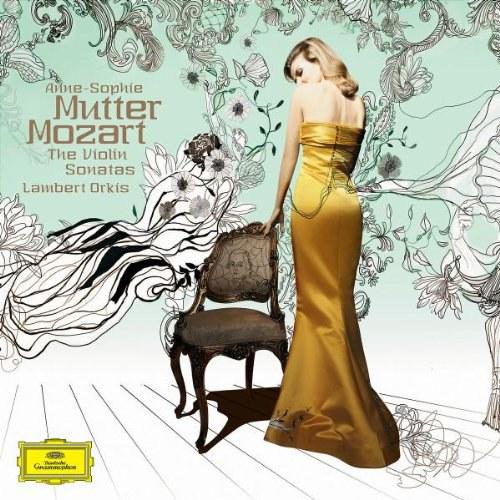 Anne-Sophie
Mutter
Mozart
The Violin
Sonatas
Lambert Orkis
Deutsche
Grammophon